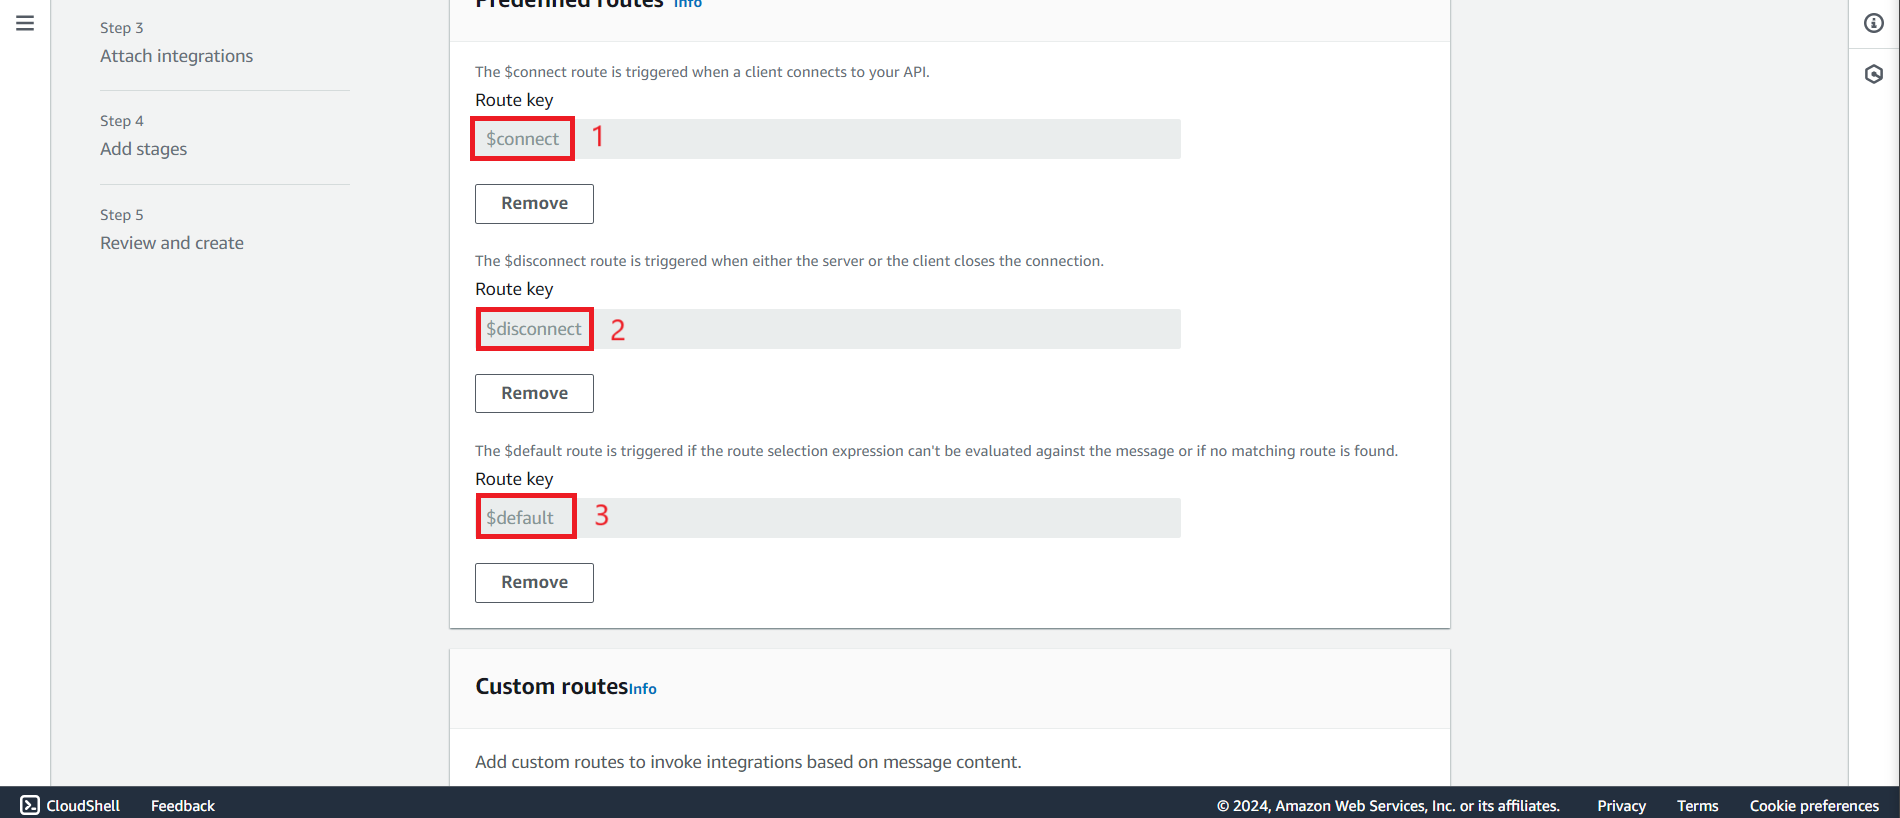 Predefined routes Info
Step 3
Attach integrations
Step 4
Add stages
Step 5
Review and create
The $connect route is triggered when a client connects to your API.
Route key
$connect 1
Remove
The $disconnect route is triggered when either the server or the client closes the connection.
Route key
$disconnect 2
Remove
The $default route is triggered if the route selection expression can't be evaluated against the message or if no matching route is found.
Route key
$default 3
Remove
Custom routes Info
Add custom routes to invoke integrations based on message content.
CloudShell Feedback © 2024, Amazon Web Services, Inc. or its affiliates. Privacy Terms Cookie preferences